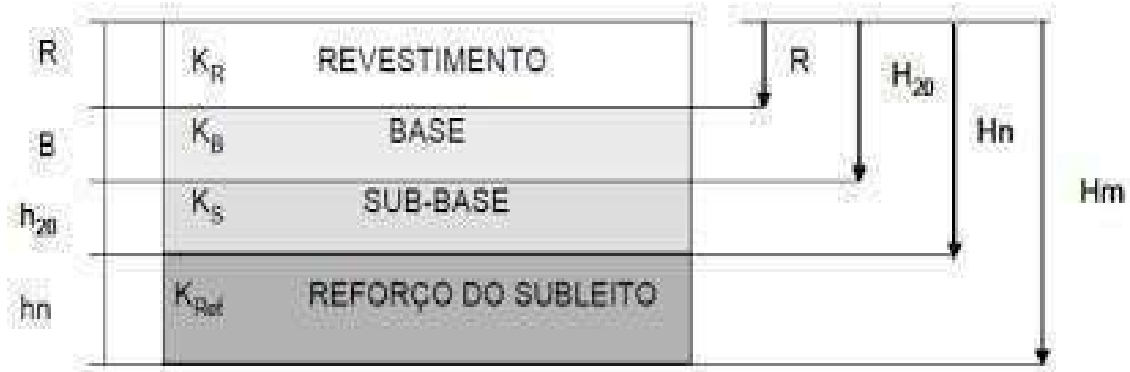 R
K_R REVESTIMENTO
R
H_20
B
K_B BASE
Hn
h_20
K_S SUB-BASE
Hm
hn
K_Ref REFORÇO DO SUBLEITO